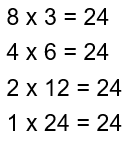 8 x 3 = 24
4 x 6 = 24
2 x 12 = 24
1 x 24 = 24